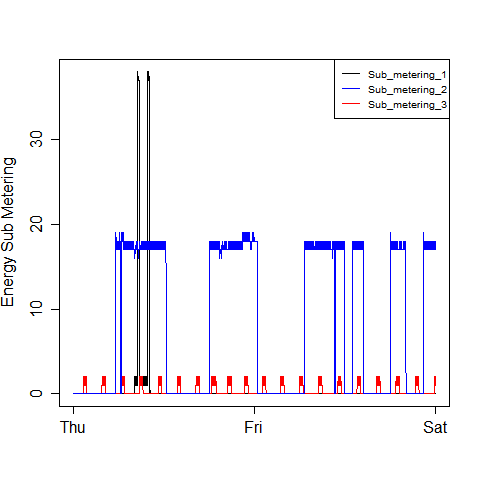 Sub_metering_1
Sub_metering_2
Sub_metering_3
Energy Sub Metering
30
20
10
0
Thu Fri Sat